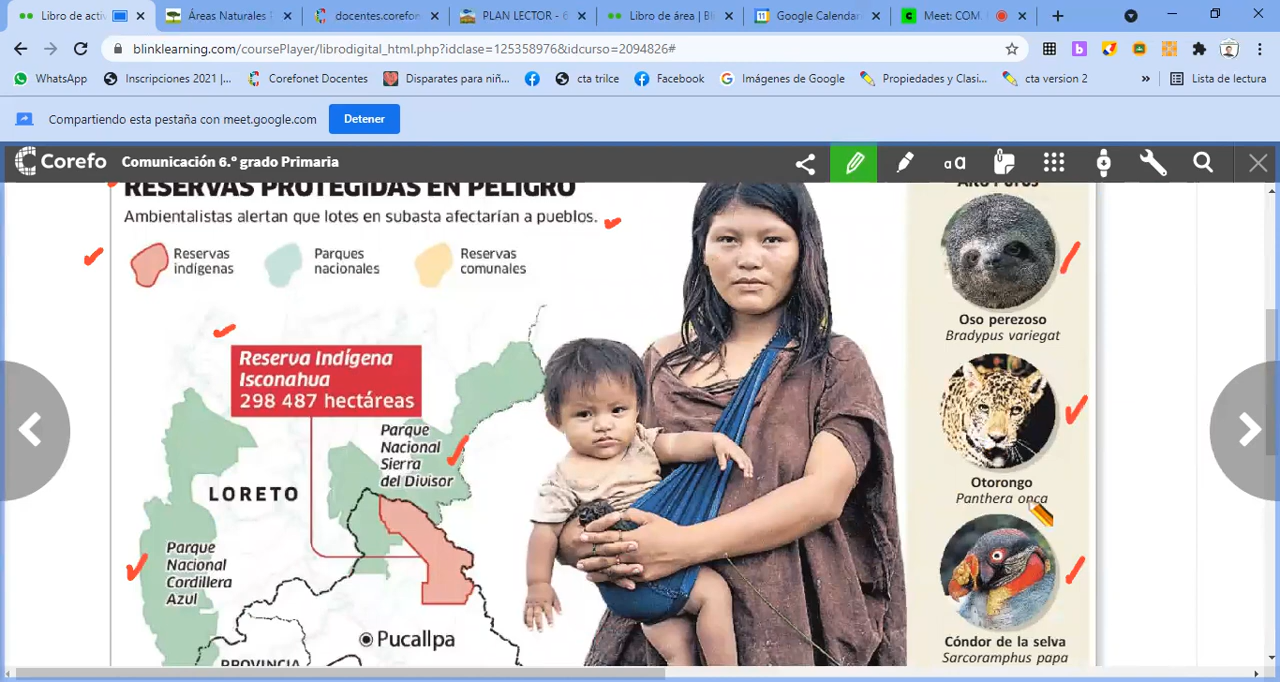 Libro de activ
Áreas Naturales
docentes.corefon
PLAN LECTOR - 6
Libro de área | Bli
Google Calendar
Meet: COM.
blinklearning.com/coursePlayer/librodigital_html.php?idclase=125358976&idcurso=2094826#
WhatsApp
Inscripciones 2021 |...
Corefonet Docentes
Disparates para niñ...
cta trilce
Facebook
Imágenes de Google
Propiedades y Clasi...
cta version 2
»
Lista de lectura
Compartiendo esta pestaña con meet.google.com
Detener
Corefo
Comunicación 6.º grado Primaria
aa
RESERVAS PROTEGIDAS EN PELIGRO
Ambientalistas alertan que lotes en subasta afectarían a pueblos.
Reservas
indígenas
Parques
nacionales
Reservas
comunales
Reserva Indígena
Isconahua
298 487 hectáreas
Parque
Nacional
Sierra
del Divisor
LORETO
Parque
Nacional
Cordillera
Azul
Pucallpa
PROVINCIA
Alto Purús
Oso perezoso
Bradypus variegat
Otorongo
Panthera onca
Cóndor de la selva
Sarcoramphus papa